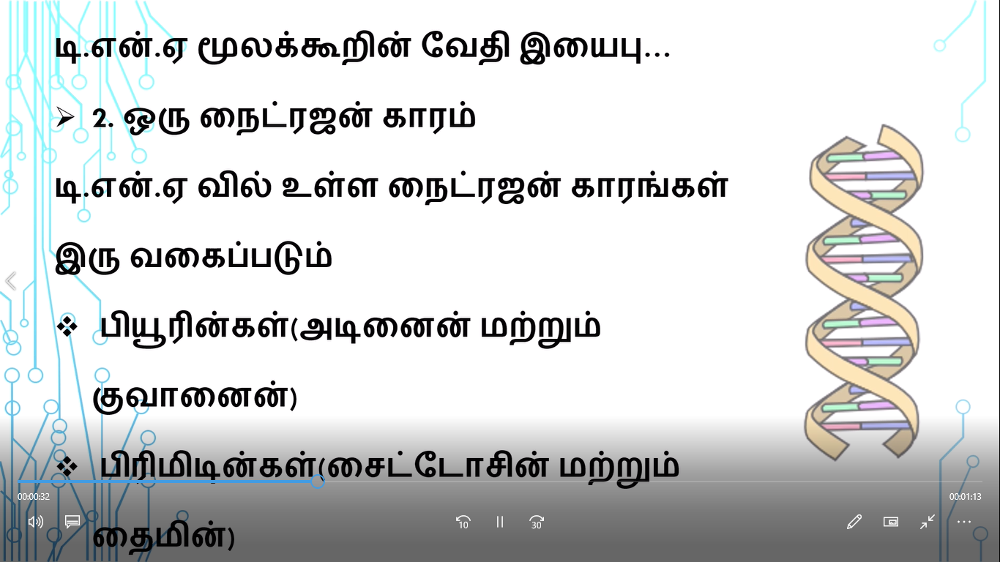 டி.என்.ஏ மூலக்கூறின் வேதி இயைபு...
➢ 2. ஒரு நைட்ரஜன் காரம்
டி.என்.ஏ வில் உள்ள நைட்ரஜன் காரங்கள்
இரு வகைப்படும்
❖ பியூரின்கள்(அடினைன் மற்றும்
குவானைன்)
❖ பிரிமிடின்கள்(சைட்டோசின் மற்றும்
தைமின்)
00:00:32
00:01:13
10
30